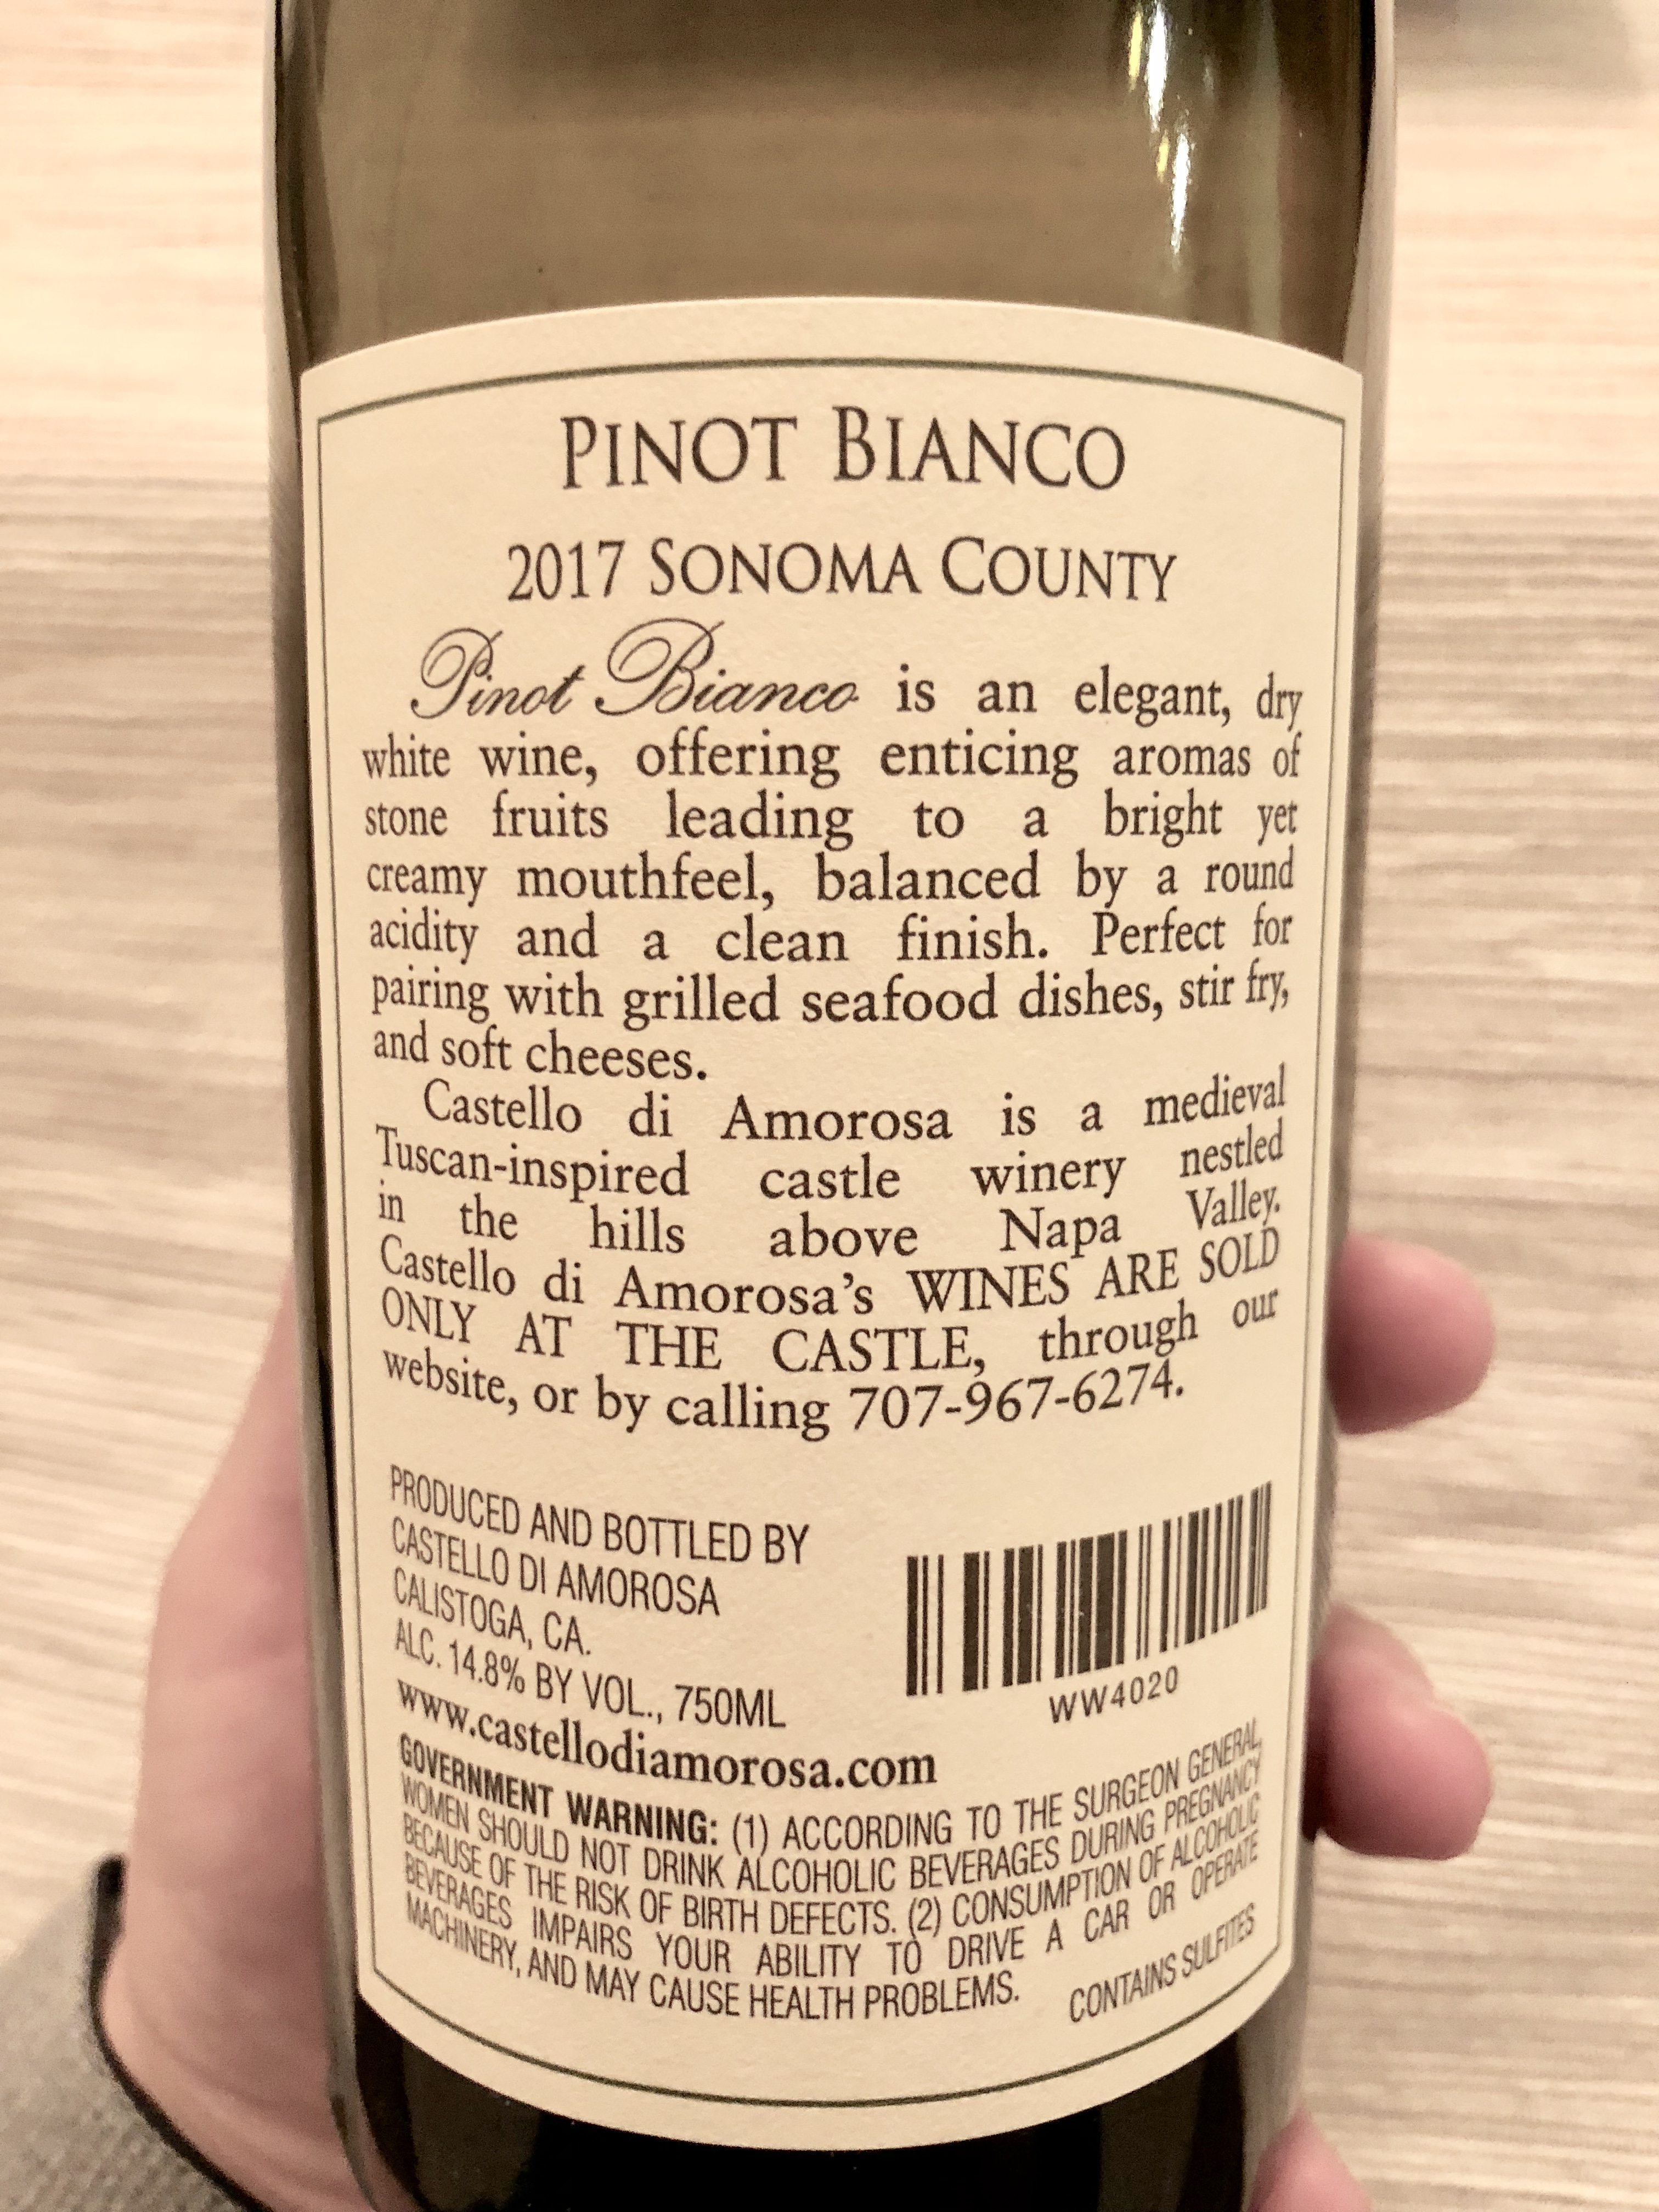 PINOT BIANCO
2017 SONOMA COUNTY
Pinot Bianco is an elegant, dry
white wine, offering enticing aromas of
stone fruits leading to a bright yet
creamy mouthfeel, balanced by a round
acidity and a clean finish. Perfect for
pairing with grilled seafood dishes, stir fry,
and soft cheeses.
Castello di Amorosa is a medieval
Tuscan-inspired castle winery nestled
in the hills above Napa Valley.
Castello di Amorosa's WINES ARE SOLD
ONLY AT THE CASTLE, through our
website, or by calling 707-967-6274.
PRODUCED AND BOTTLED BY
CASTELLO DI AMOROSA
CALISTOGA, CA.
ALC. 14.8% BY VOL., 750ML
www.castellodiamorosa.com
WW4020
GOVERNMENT WARNING: (1) ACCORDING TO THE SURGEON GENERAL,
WOMEN SHOULD NOT DRINK ALCOHOLIC BEVERAGES DURING PREGNANCY
BECAUSE OF THE RISK OF BIRTH DEFECTS. (2) CONSUMPTION OF ALCOHOLIC
BEVERAGES IMPAIRS YOUR ABILITY TO DRIVE A CAR OR OPERATE
MACHINERY, AND MAY CAUSE HEALTH PROBLEMS.
CONTAINS SULFITES